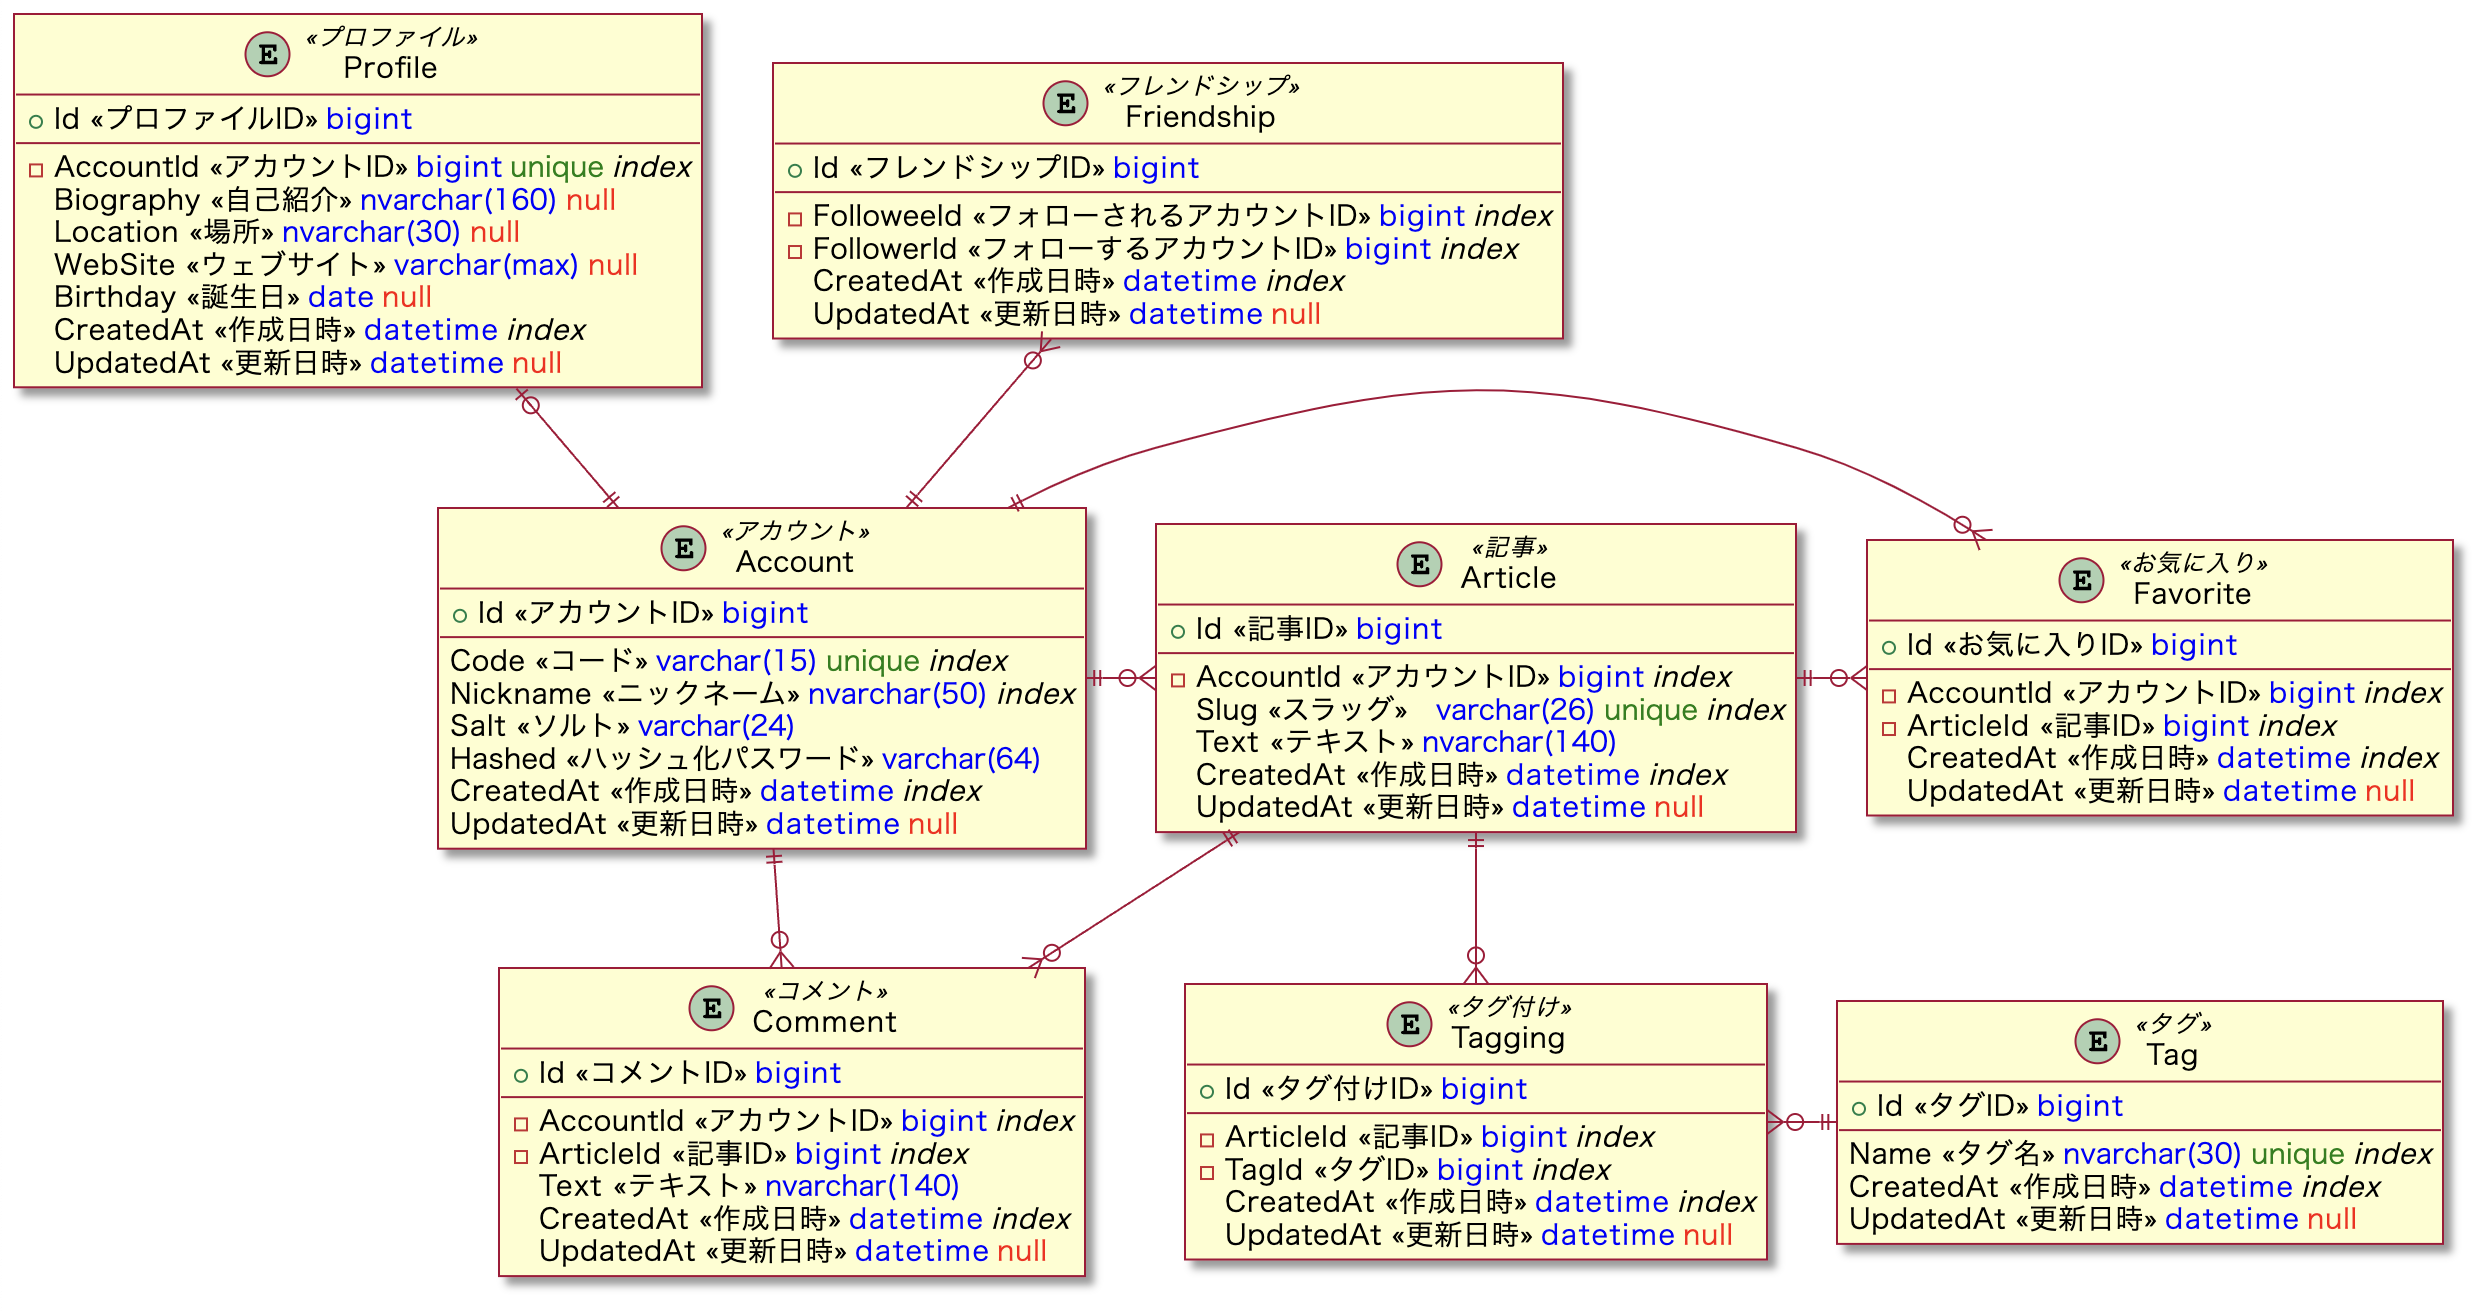 E
«プロファイル»
Profile
Id «プロファイルID» bigint
AccountId «アカウントID» bigint unique index
Biography «自己紹介» nvarchar(160) null
Location «場所» nvarchar(30) null
WebSite «ウェブサイト» varchar(max) null
Birthday «誕生日» date null
CreatedAt «作成日時» datetime index
UpdatedAt «更新日時» datetime null
E
«フレンドシップ»
Friendship
Id «フレンドシップID» bigint
FolloweeId «フォローされるアカウントID» bigint index
FollowerId «フォローするアカウントID» bigint index
CreatedAt «作成日時» datetime index
UpdatedAt «更新日時» datetime null
E
«アカウント»
Account
Id «アカウントID» bigint
Code «コード» varchar(15) unique index
Nickname «ニックネーム» nvarchar(50) index
Salt «ソルト» varchar(24)
Hashed «ハッシュ化パスワード» varchar(64)
CreatedAt «作成日時» datetime index
UpdatedAt «更新日時» datetime null
E
«記事»
Article
Id «記事ID» bigint
AccountId «アカウントID» bigint index
Slug «スラッグ» varchar(26) unique index
Text «テキスト» nvarchar(140)
CreatedAt «作成日時» datetime index
UpdatedAt «更新日時» datetime null
E
«お気に入り»
Favorite
Id «お気に入りID» bigint
AccountId «アカウントID» bigint index
ArticleId «記事ID» bigint index
CreatedAt «作成日時» datetime index
UpdatedAt «更新日時» datetime null
E
«コメント»
Comment
Id «コメントID» bigint
AccountId «アカウントID» bigint index
ArticleId «記事ID» bigint index
Text «テキスト» nvarchar(140)
CreatedAt «作成日時» datetime index
UpdatedAt «更新日時» datetime null
E
«タグ付け»
Tagging
Id «タグ付けID» bigint
ArticleId «記事ID» bigint index
TagId «タグID» bigint index
CreatedAt «作成日時» datetime index
UpdatedAt «更新日時» datetime null
E
«タグ»
Tag
Id «タグID» bigint
Name «タグ名» nvarchar(30) unique index
CreatedAt «作成日時» datetime index
UpdatedAt «更新日時» datetime null